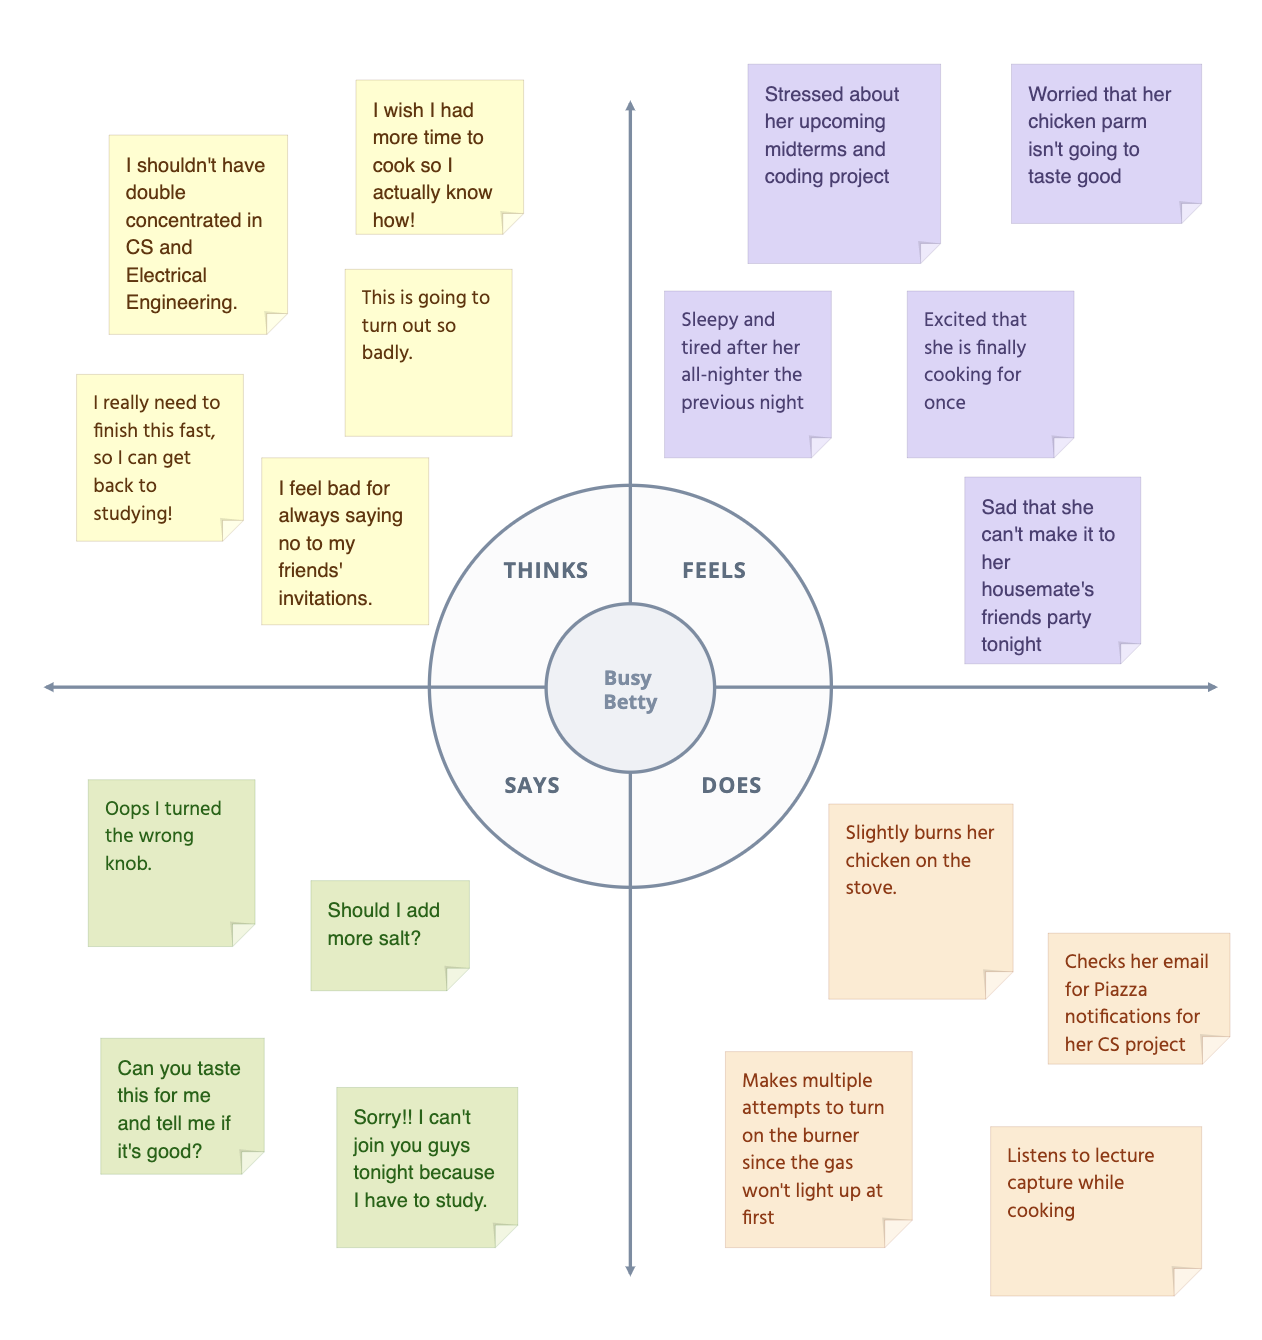 I shouldn't have
double
concentrated in
CS and
Electrical
Engineering.
I wish I had
more time to
cook so I
actually know
how!
This is going to
turn out so
badly.
I really need to
finish this fast,
so I can get
back to
studying!
I feel bad for
always saying
no to my
friends'
invitations.
Stressed about
her upcoming
midterms and
coding project
Worried that her
chicken parm
isn't going to
taste good
Sleepy and
tired after her
all-nighter the
previous night
Excited that
she is finally
cooking for
once
Sad that she
can't make it to
her
housemate's
friends party
tonight
THINKS
FEELS
Busy
Betty
SAYS
DOES
Oops I turned
the wrong
knob.
Should I add
more salt?
Can you taste
this for me
and tell me if
it's good?
Sorry!! I can't
join you guys
tonight because
I have to study.
Slightly burns her
chicken on the
stove.
Checks her email
for Piazza
notifications for
her CS project
Makes multiple
attempts to turn
on the burner
since the gas
won't light up at
first
Listens to lecture
capture while
cooking